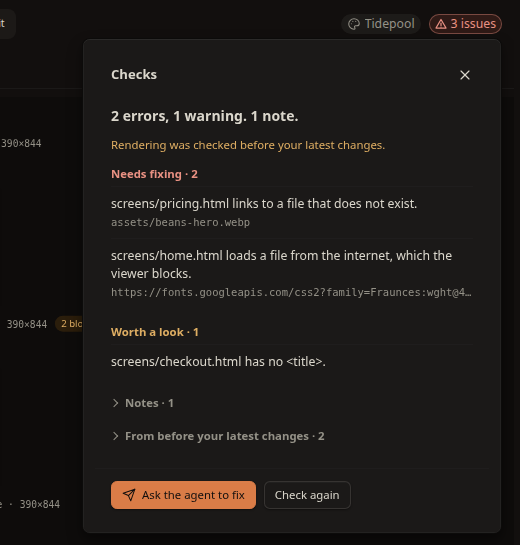 it
Tidepool
3 issues
Checks
2 errors, 1 warning. 1 note.
390×844
Rendering was checked before your latest changes.
Needs fixing · 2
screens/pricing.html links to a file that does not exist.
assets/beans-hero.webp
screens/home.html loads a file from the internet, which the
viewer blocks.
https://fonts.googleapis.com/css2?family=Fraunces:wght@4…
390×844
2 blo
Worth a look · 1
screens/checkout.html has no <title>.
Notes · 1
From before your latest changes · 2
Ask the agent to fix
Check again
e · 390×844